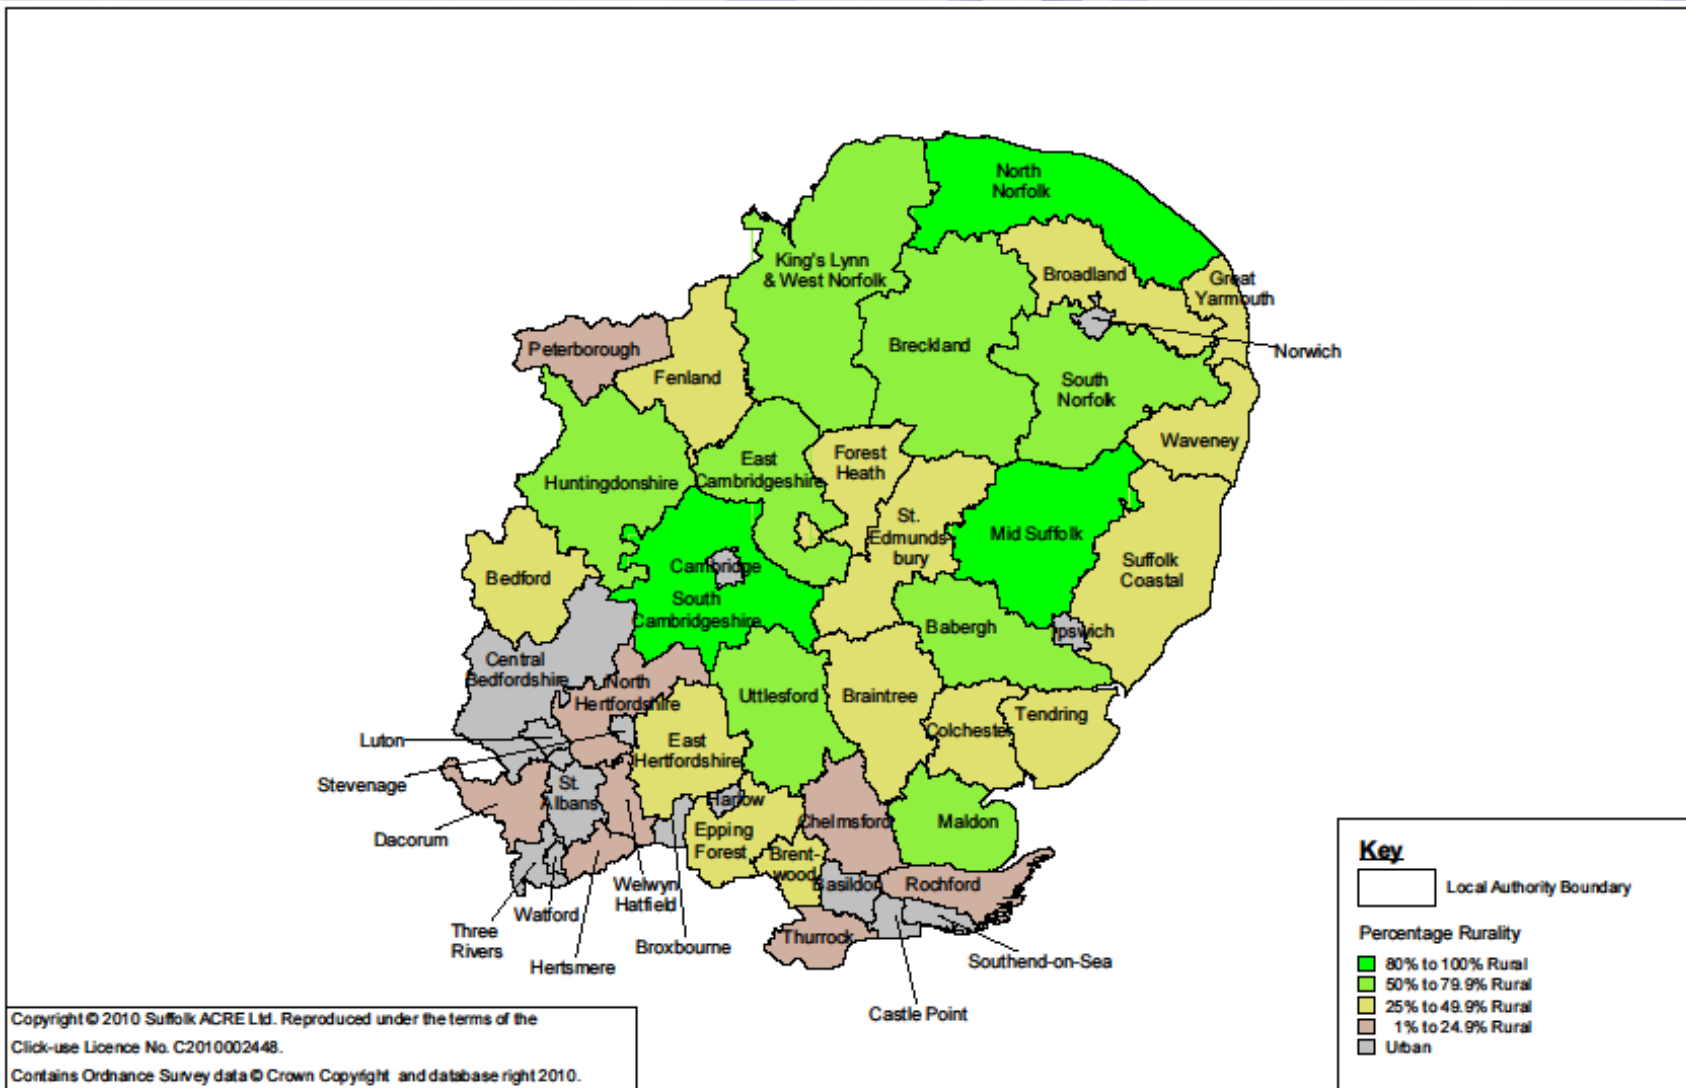 North
Norfolk
King's Lynn
& West Norfolk
Broadland
Great
Yarmouth
Peterborough
Breckland
Norwich
Fenland
South
Norfolk
Waveney
Forest
Heath
East
Cambridgeshire
Huntingdonshire
St.
Edmunds-
bury
Mid Suffolk
Suffolk
Coastal
Bedford
Cambridge
South
Cambridgeshire
Babergh
Ipswich
Central
Bedfordshire
North
Hertfordshire
Uttlesford
Braintree
Colchester
Tendring
Luton
East
Hertfordshire
Stevenage
St.
Albans
Harlow
Dacorum
Chelmsford
Maldon
Epping
Forest
Brent-
wood
Basildon
Rochford
Welwyn
Hatfield
Watford
Three
Rivers
Broxbourne
Thurrock
Hertsmere
Southend-on-Sea
Castle Point
Key
Local Authority Boundary
Percentage Rurality
80% to 100% Rural
50% to 79.9% Rural
25% to 49.9% Rural
1% to 24.9% Rural
Urban
Copyright © 2010 Suffolk ACRE Ltd. Reproduced under the terms of the
Click-use Licence No. C2010002448.
Contains Ordnance Survey data © Crown Copyright and database right 2010.